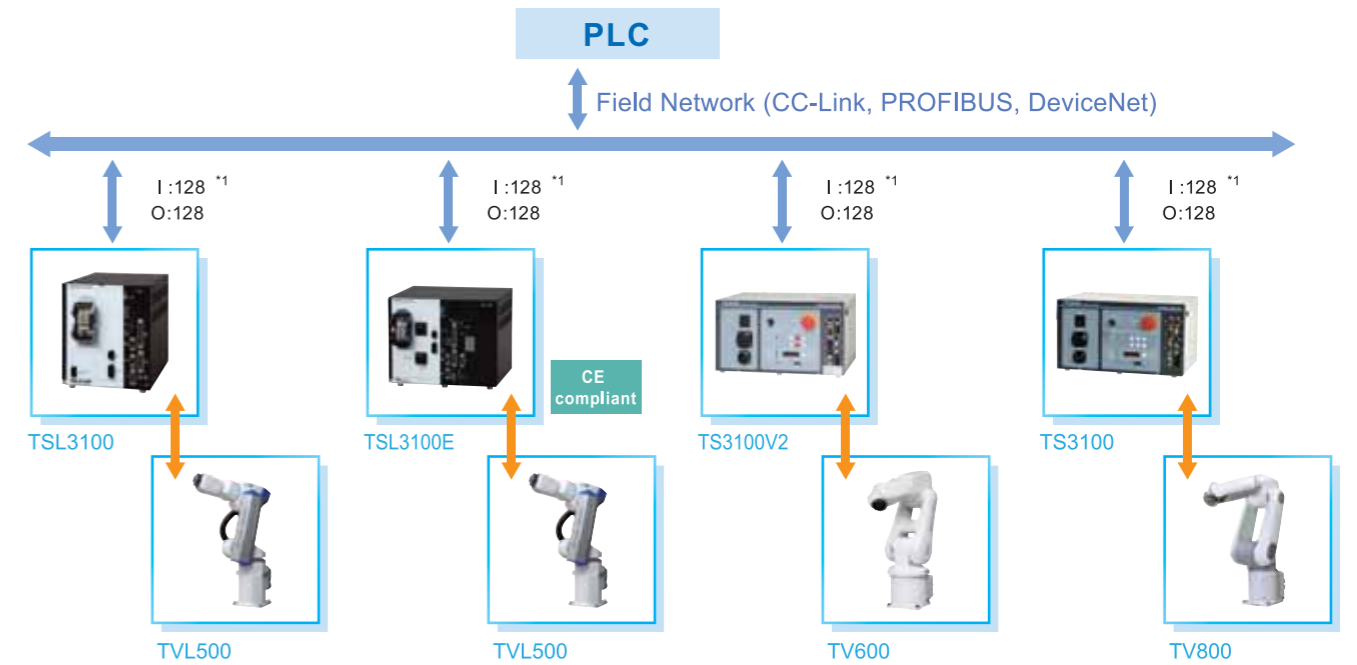 PLC
Field Network (CC-Link, PROFIBUS, DeviceNet)
I :128 *1
O:128
I :128 *1
O:128
I :128 *1
O:128
I :128 *1
O:128
CE
compliant
TSL3100
TSL3100E
TS3100V2
TS3100
TVL500
TVL500
TV600
TV800